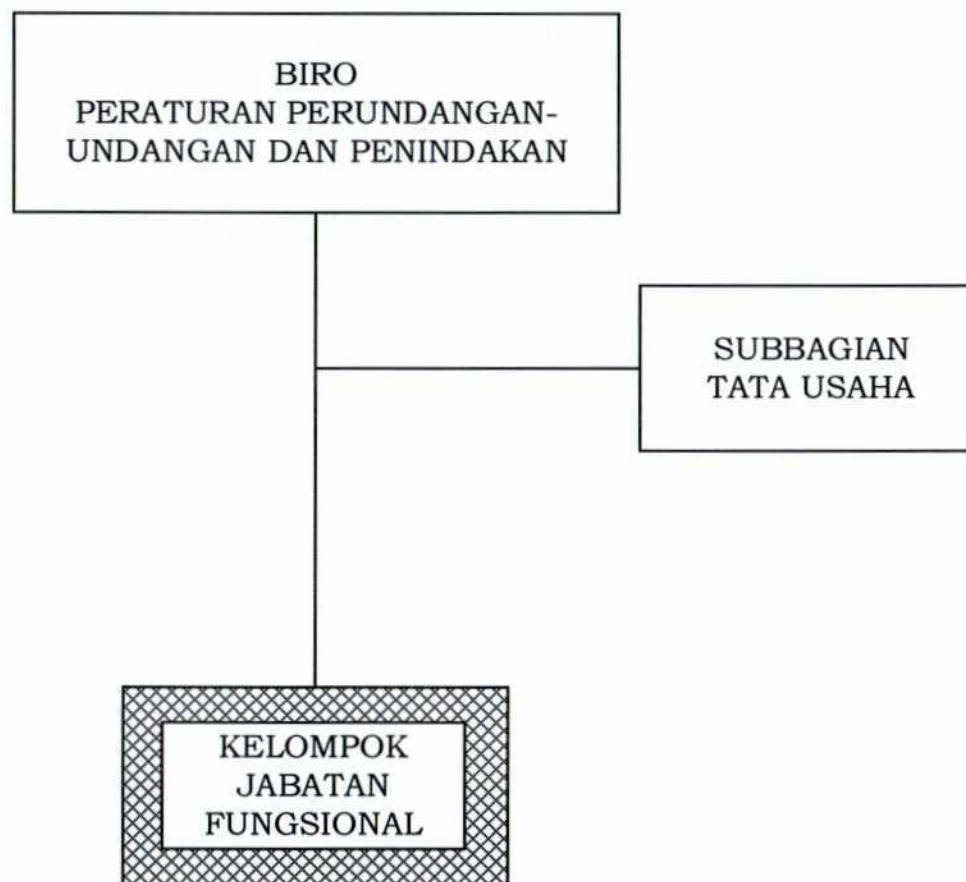 BIRO
PERATURAN PERUNDANGAN-
UNDANGAN DAN PENINDAKAN
SUBBAGIAN
TATA USAHA
KELOMPOK
JABATAN
FUNGSIONAL